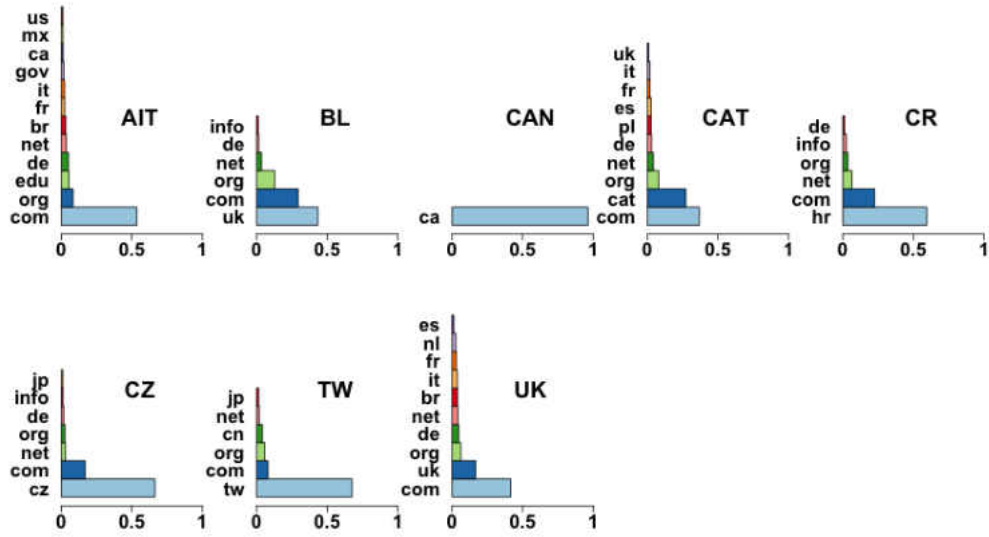 us
mx
ca
gov
it
fr
br
net
de
edu
org
com
AIT
0 0.5 1
info
de
net
org
com
uk
BL
0 0.5 1
ca
CAN
0 0.5 1
uk
it
fr
es
pl
de
net
org
cat
com
CAT
0 0.5 1
de
info
org
net
com
hr
CR
0 0.5 1
jp
info
de
org
net
com
cz
CZ
0 0.5 1
jp
net
cn
org
com
tw
TW
0 0.5 1
es
nl
fr
it
br
net
de
org
uk
com
UK
0 0.5 1